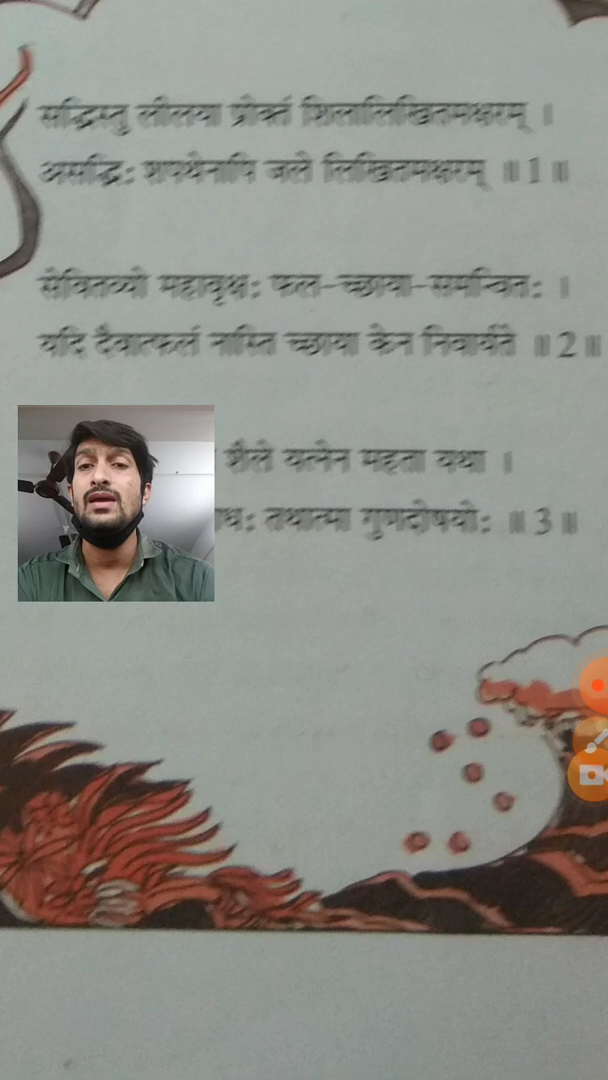 सद्भिस्तु लीलया प्रोक्तं शिलालिखितमक्षरम् ।
असद्भिः शपथेनापि जले लिखितमक्षरम् ॥1॥
सेवितव्यो महावृक्षः फल-च्छाया-समन्वितः ।
यदि दैवात्फलं नास्ति च्छाया केन निवार्यते ॥2॥
शैले यत्नेन महता यथा ।
तथात्मा गुणदोषयोः ॥3॥